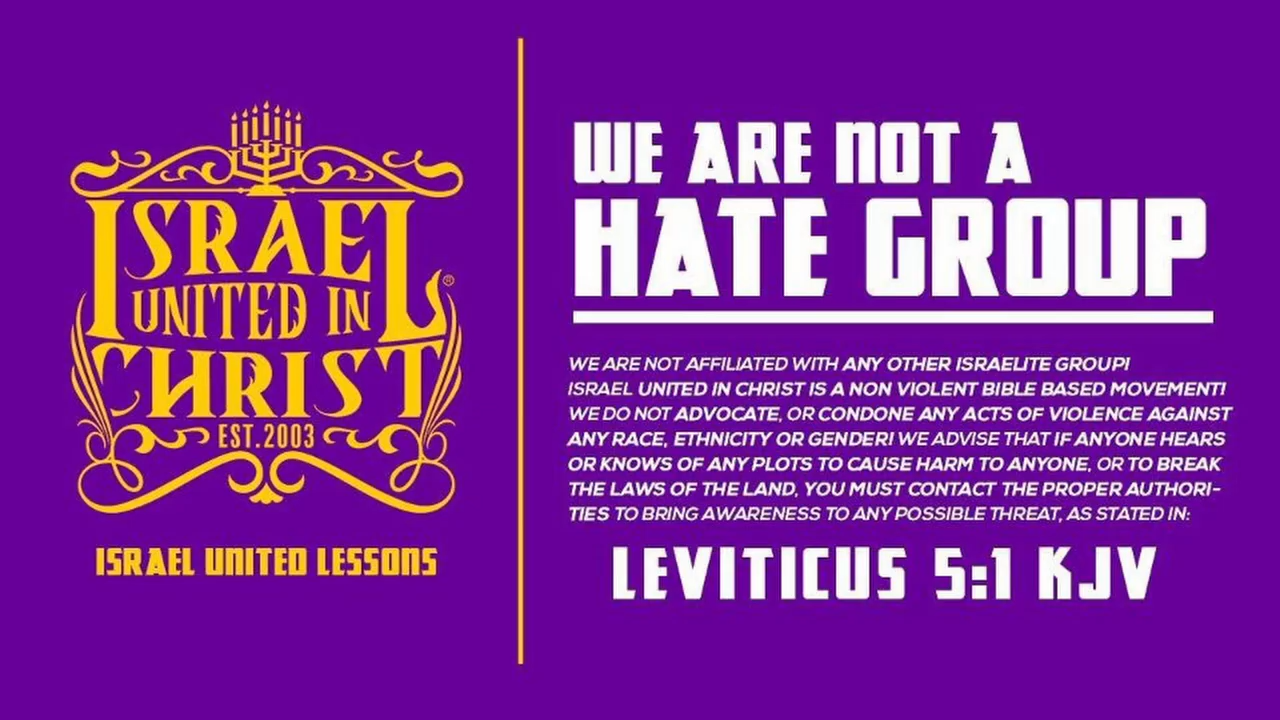 ISRAEL
UNITED IN
CHRIST
EST.2003
®
ISRAEL UNITED LESSONS
WE ARE NOT A
HATE GROUP
WE ARE NOT AFFILIATED WITH ANY OTHER ISRAELITE GROUP!
ISRAEL UNITED IN CHRIST IS A NON VIOLENT BIBLE BASED MOVEMENT!
WE DO NOT ADVOCATE, OR CONDONE ANY ACTS OF VIOLENCE AGAINST
ANY RACE, ETHNICITY OR GENDER! WE ADVISE THAT IF ANYONE HEARS
OR KNOWS OF ANY PLOTS TO CAUSE HARM TO ANYONE, OR TO BREAK
THE LAWS OF THE LAND, YOU MUST CONTACT THE PROPER AUTHORI-
TIES TO BRING AWARENESS TO ANY POSSIBLE THREAT, AS STATED IN:
LEVITICUS 5:1 KJV